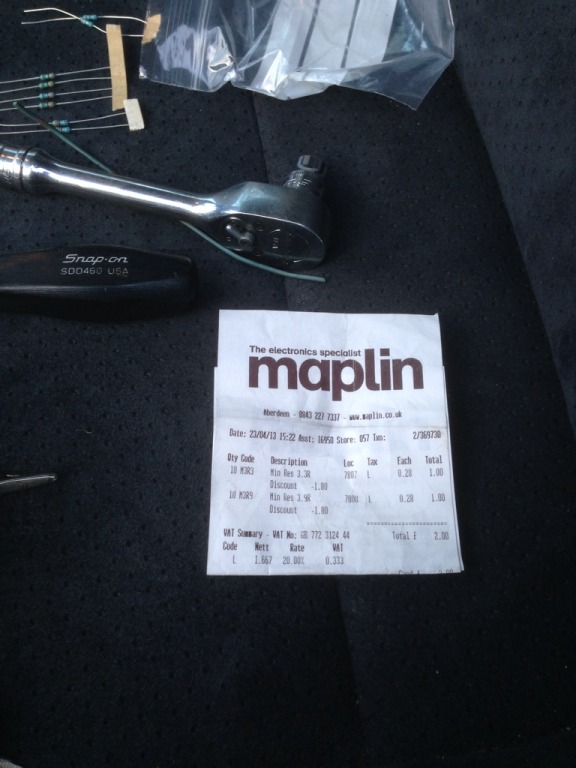 Snap-on
SDD460 USA
The electronics specialist
maplin
Aberdeen - 0843 227 7337 - www.maplin.co.uk
Date: 23/04/13 15:22 Asst: 16950 Store: 057 Txn: 2/369730
Qty Code Description Loc Tax Each Total
10 M3R3 Min Res 3.3R 7807 L 0.28 1.00
Discount -1.80
10 M3R9 Min Res 3.9R 7808 L 0.28 1.00
Discount -1.80
VAT Summary - VAT No: GB 772 3124 44 Total £ 2.00
Code Nett Rate VAT
L 1.667 20.00% 0.333